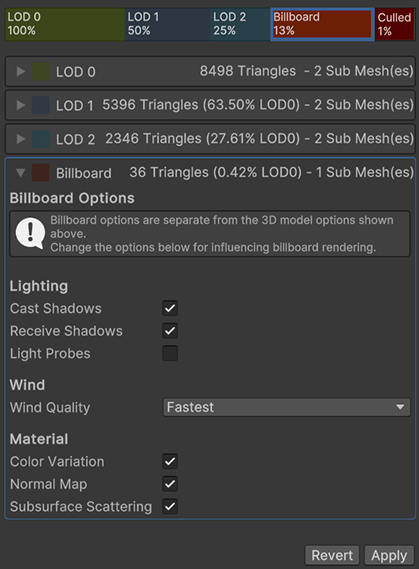 LOD 0
100%
LOD 1
50%
LOD 2
25%
Billboard
13%
Culled
1%
LOD 0 8498 Triangles - 2 Sub Mesh(es)
LOD 1 5396 Triangles (63.50% LOD0) - 2 Sub Mesh(es)
LOD 2 2346 Triangles (27.61% LOD0) - 2 Sub Mesh(es)
Billboard 36 Triangles (0.42% LOD0) - 1 Sub Mesh(es)
Billboard Options
Billboard options are separate from the 3D model options shown
above.
Change the options below for influencing billboard rendering.
Lighting
Cast Shadows
Receive Shadows
Light Probes
Wind
Wind Quality Fastest
Material
Color Variation
Normal Map
Subsurface Scattering
Revert Apply